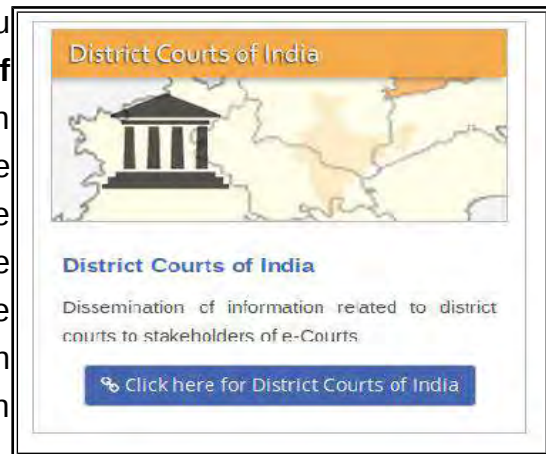 u
f
n
e
e
e
e
n
n
District Courts of India
District Courts of India
Dissemination of information related to district
courts to stakeholders of e-Courts
Click here for District Courts of India